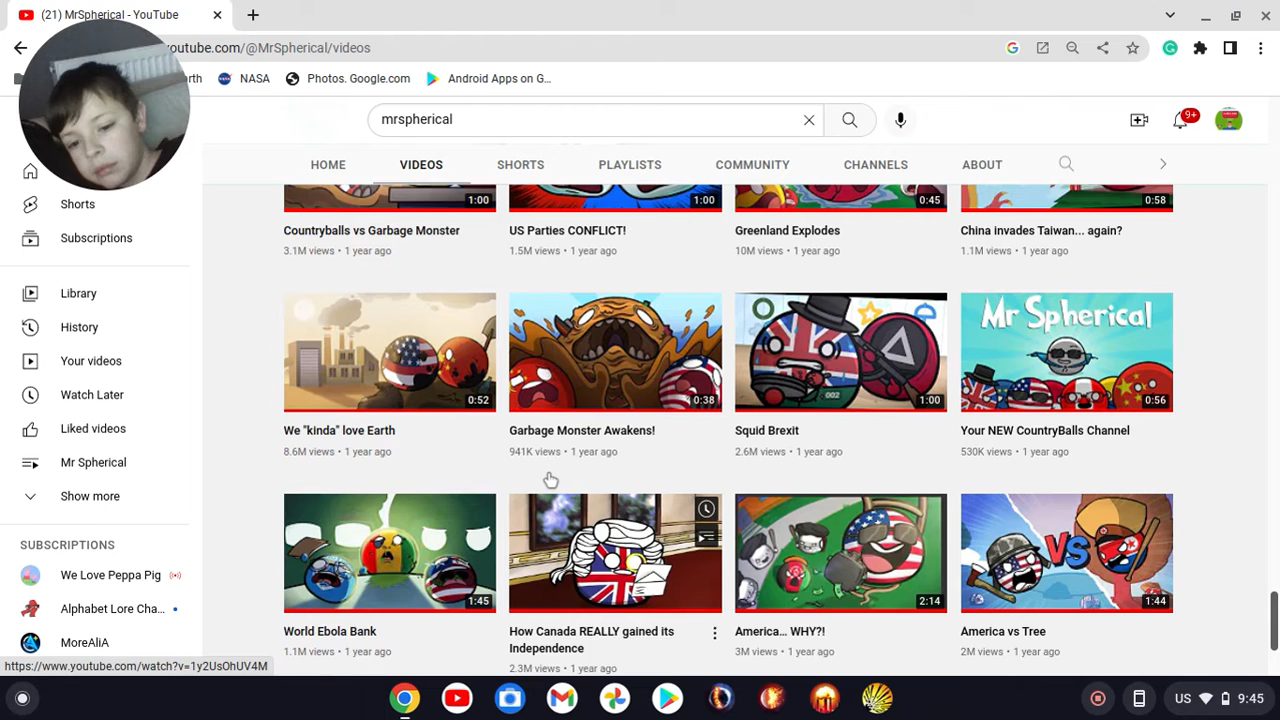 (21) MrSpherical - YouTube
outube.com/@MrSpherical/videos
orth
NASA
Photos. Google.com
Android Apps on G...
mrspherical
9+
HOME
VIDEOS
SHORTS
PLAYLISTS
COMMUNITY
CHANNELS
ABOUT
Shorts
Subscriptions
Library
History
Your videos
Watch Later
Liked videos
Mr Spherical
Show more
SUBSCRIPTIONS
We Love Peppa Pig
Alphabet Lore Cha...
MoreAliA
1:00
1:00
0:45
0:58
Countryballs vs Garbage Monster
US Parties CONFLICT!
Greenland Explodes
China invades Taiwan... again?
3.1M views • 1 year ago
1.5M views • 1 year ago
10M views • 1 year ago
1.1M views • 1 year ago
0:52
0:38
002
1:00
Mr Spherical
0:56
We "kinda" love Earth
Garbage Monster Awakens!
Squid Brexit
Your NEW CountryBalls Channel
8.6M views • 1 year ago
941K views • 1 year ago
2.6M views • 1 year ago
530K views • 1 year ago
1:45
2:14
VS
1:44
World Ebola Bank
How Canada REALLY gained its
Independence
America... WHY?!
America vs Tree
1.1M views • 1 year ago
2.3M views • 1 year ago
3M views • 1 year ago
2M views • 1 year ago
https://www.youtube.com/watch?v=1y2UsOhUV4M
US
9:45